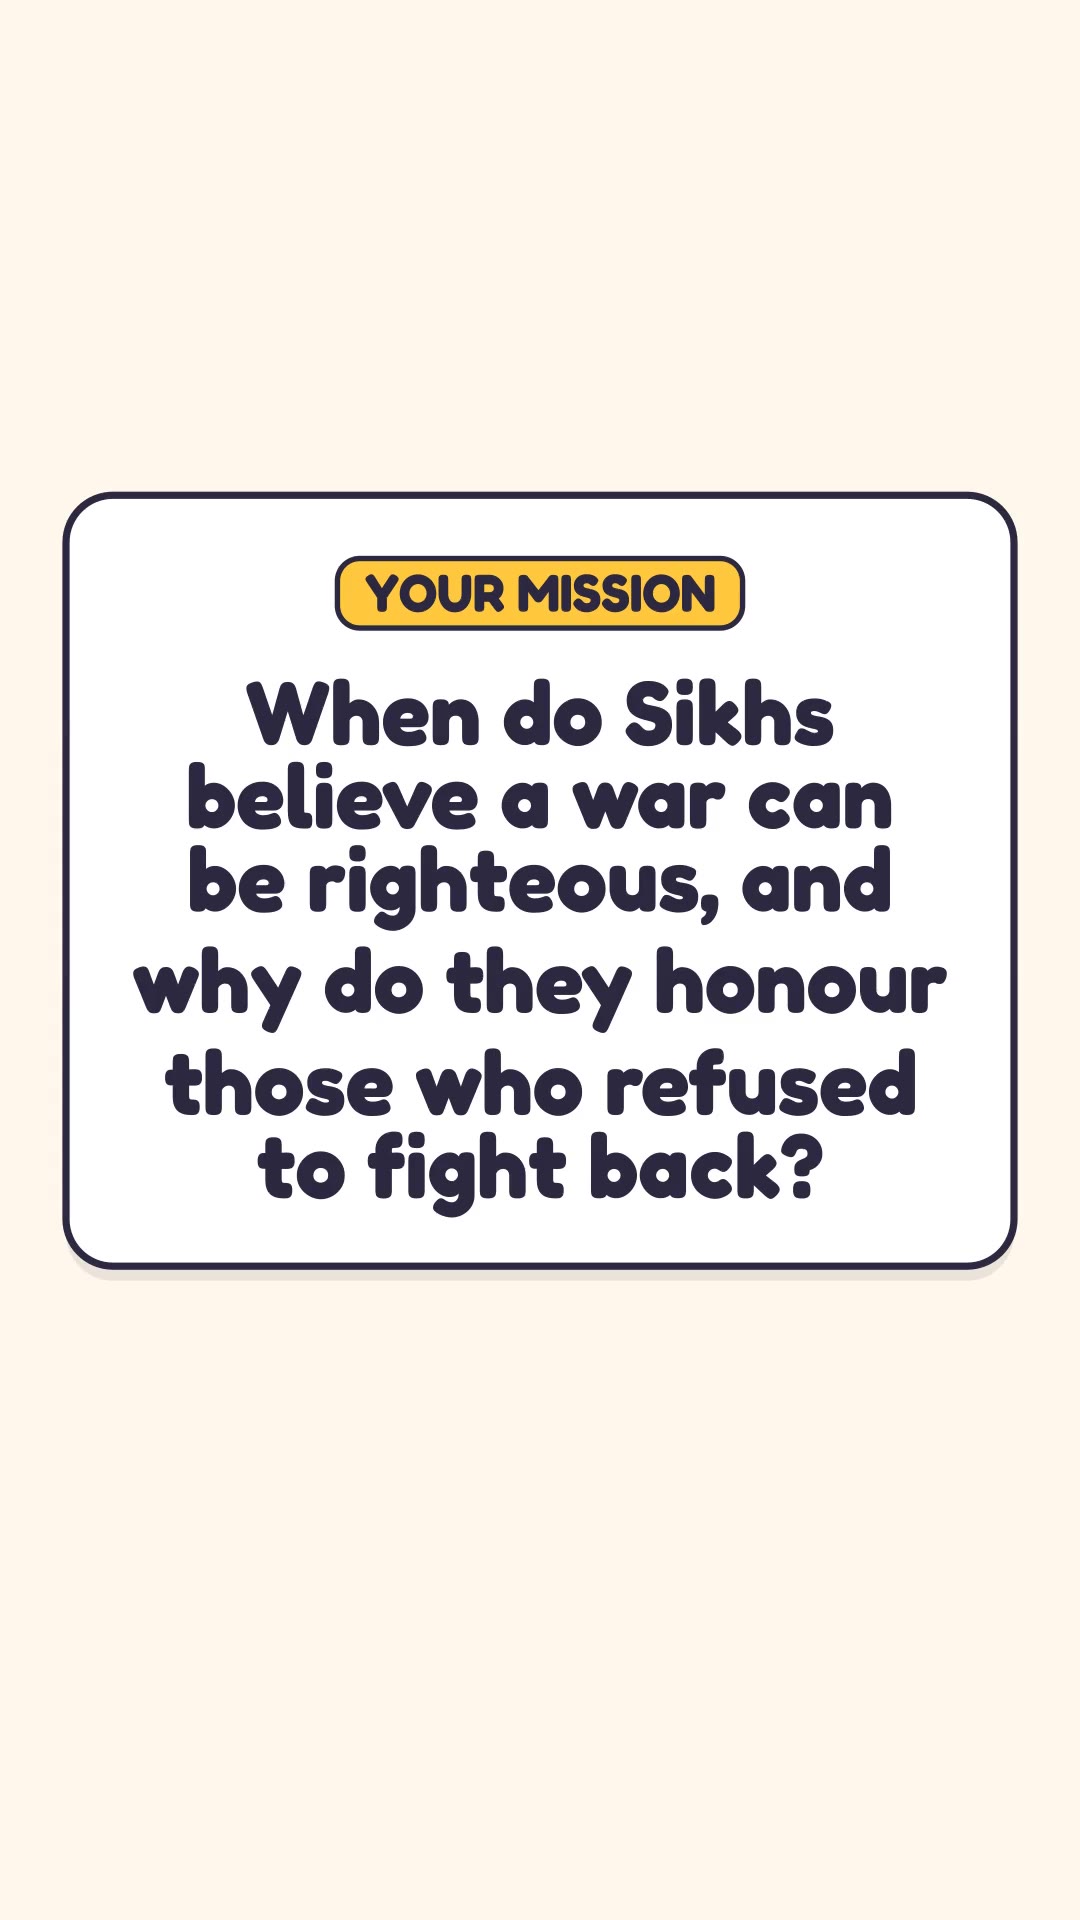 YOUR MISSION
When do Sikhs
believe a war can
be righteous, and
why do they honour
those who refused
to fight back?